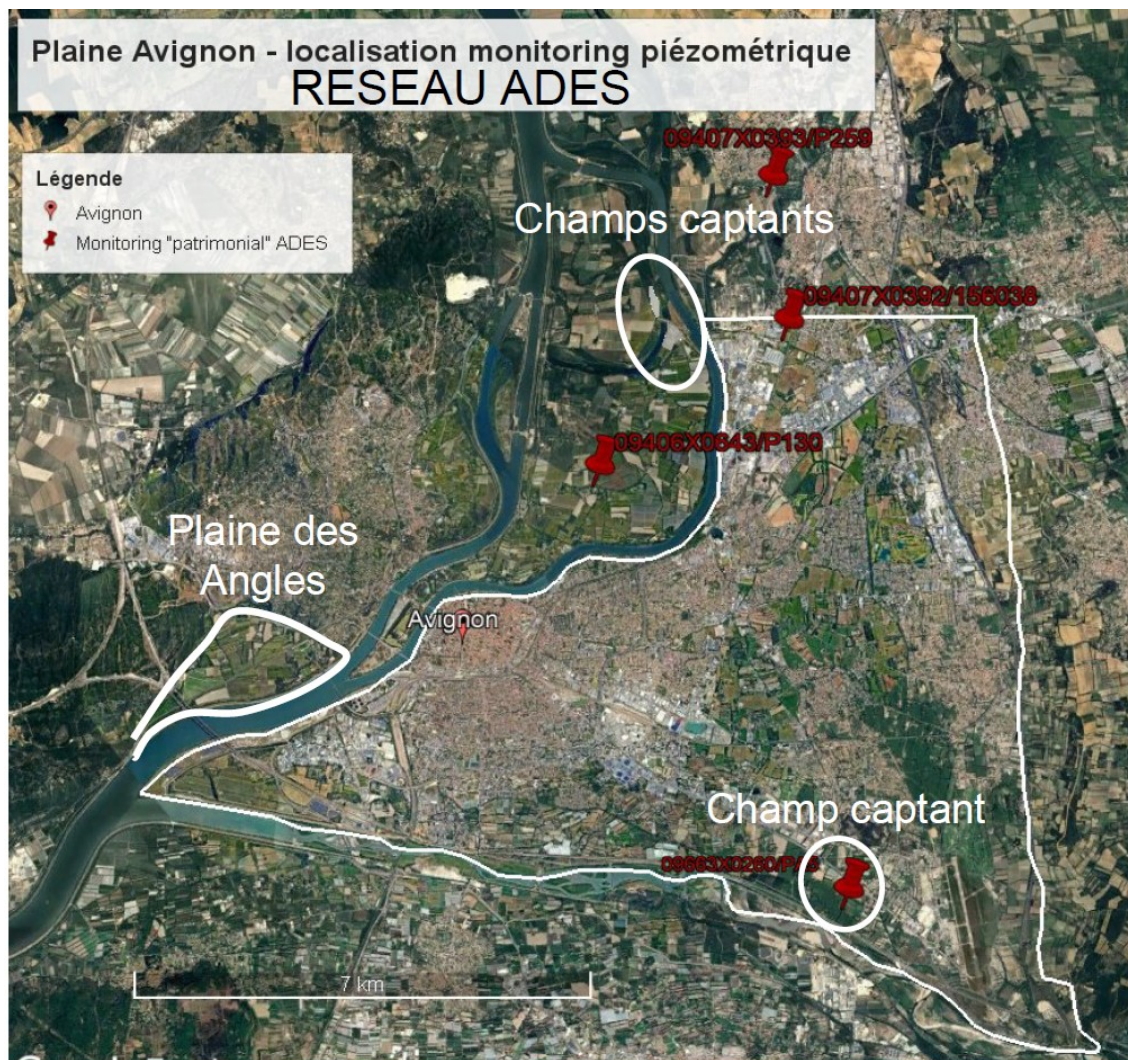 Plaine Avignon - localisation monitoring piézométrique
RESEAU ADES
Légende
Avignon
Monitoring "patrimonial" ADES
09407X0393/P259
Champs captants
09407X0392/156038
09406X0843/P130
Plaine des
Angles
Avignon
Champ captant
7 km